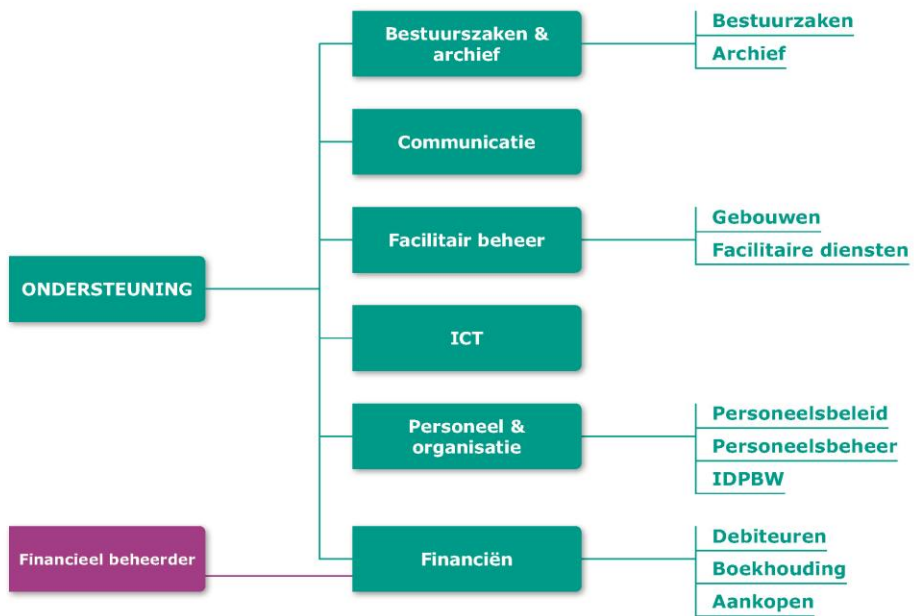 Bestuurszaken &
archief
Bestuurzaken
Archief
Communicatie
Facilitair beheer
Gebouwen
Facilitaire diensten
ONDERSTEUNING
ICT
Personeel &
organisatie
Personeelsbeleid
Personeelsbeheer
IDPBW
Financieel beheerder
Financiën
Debiteuren
Boekhouding
Aankopen